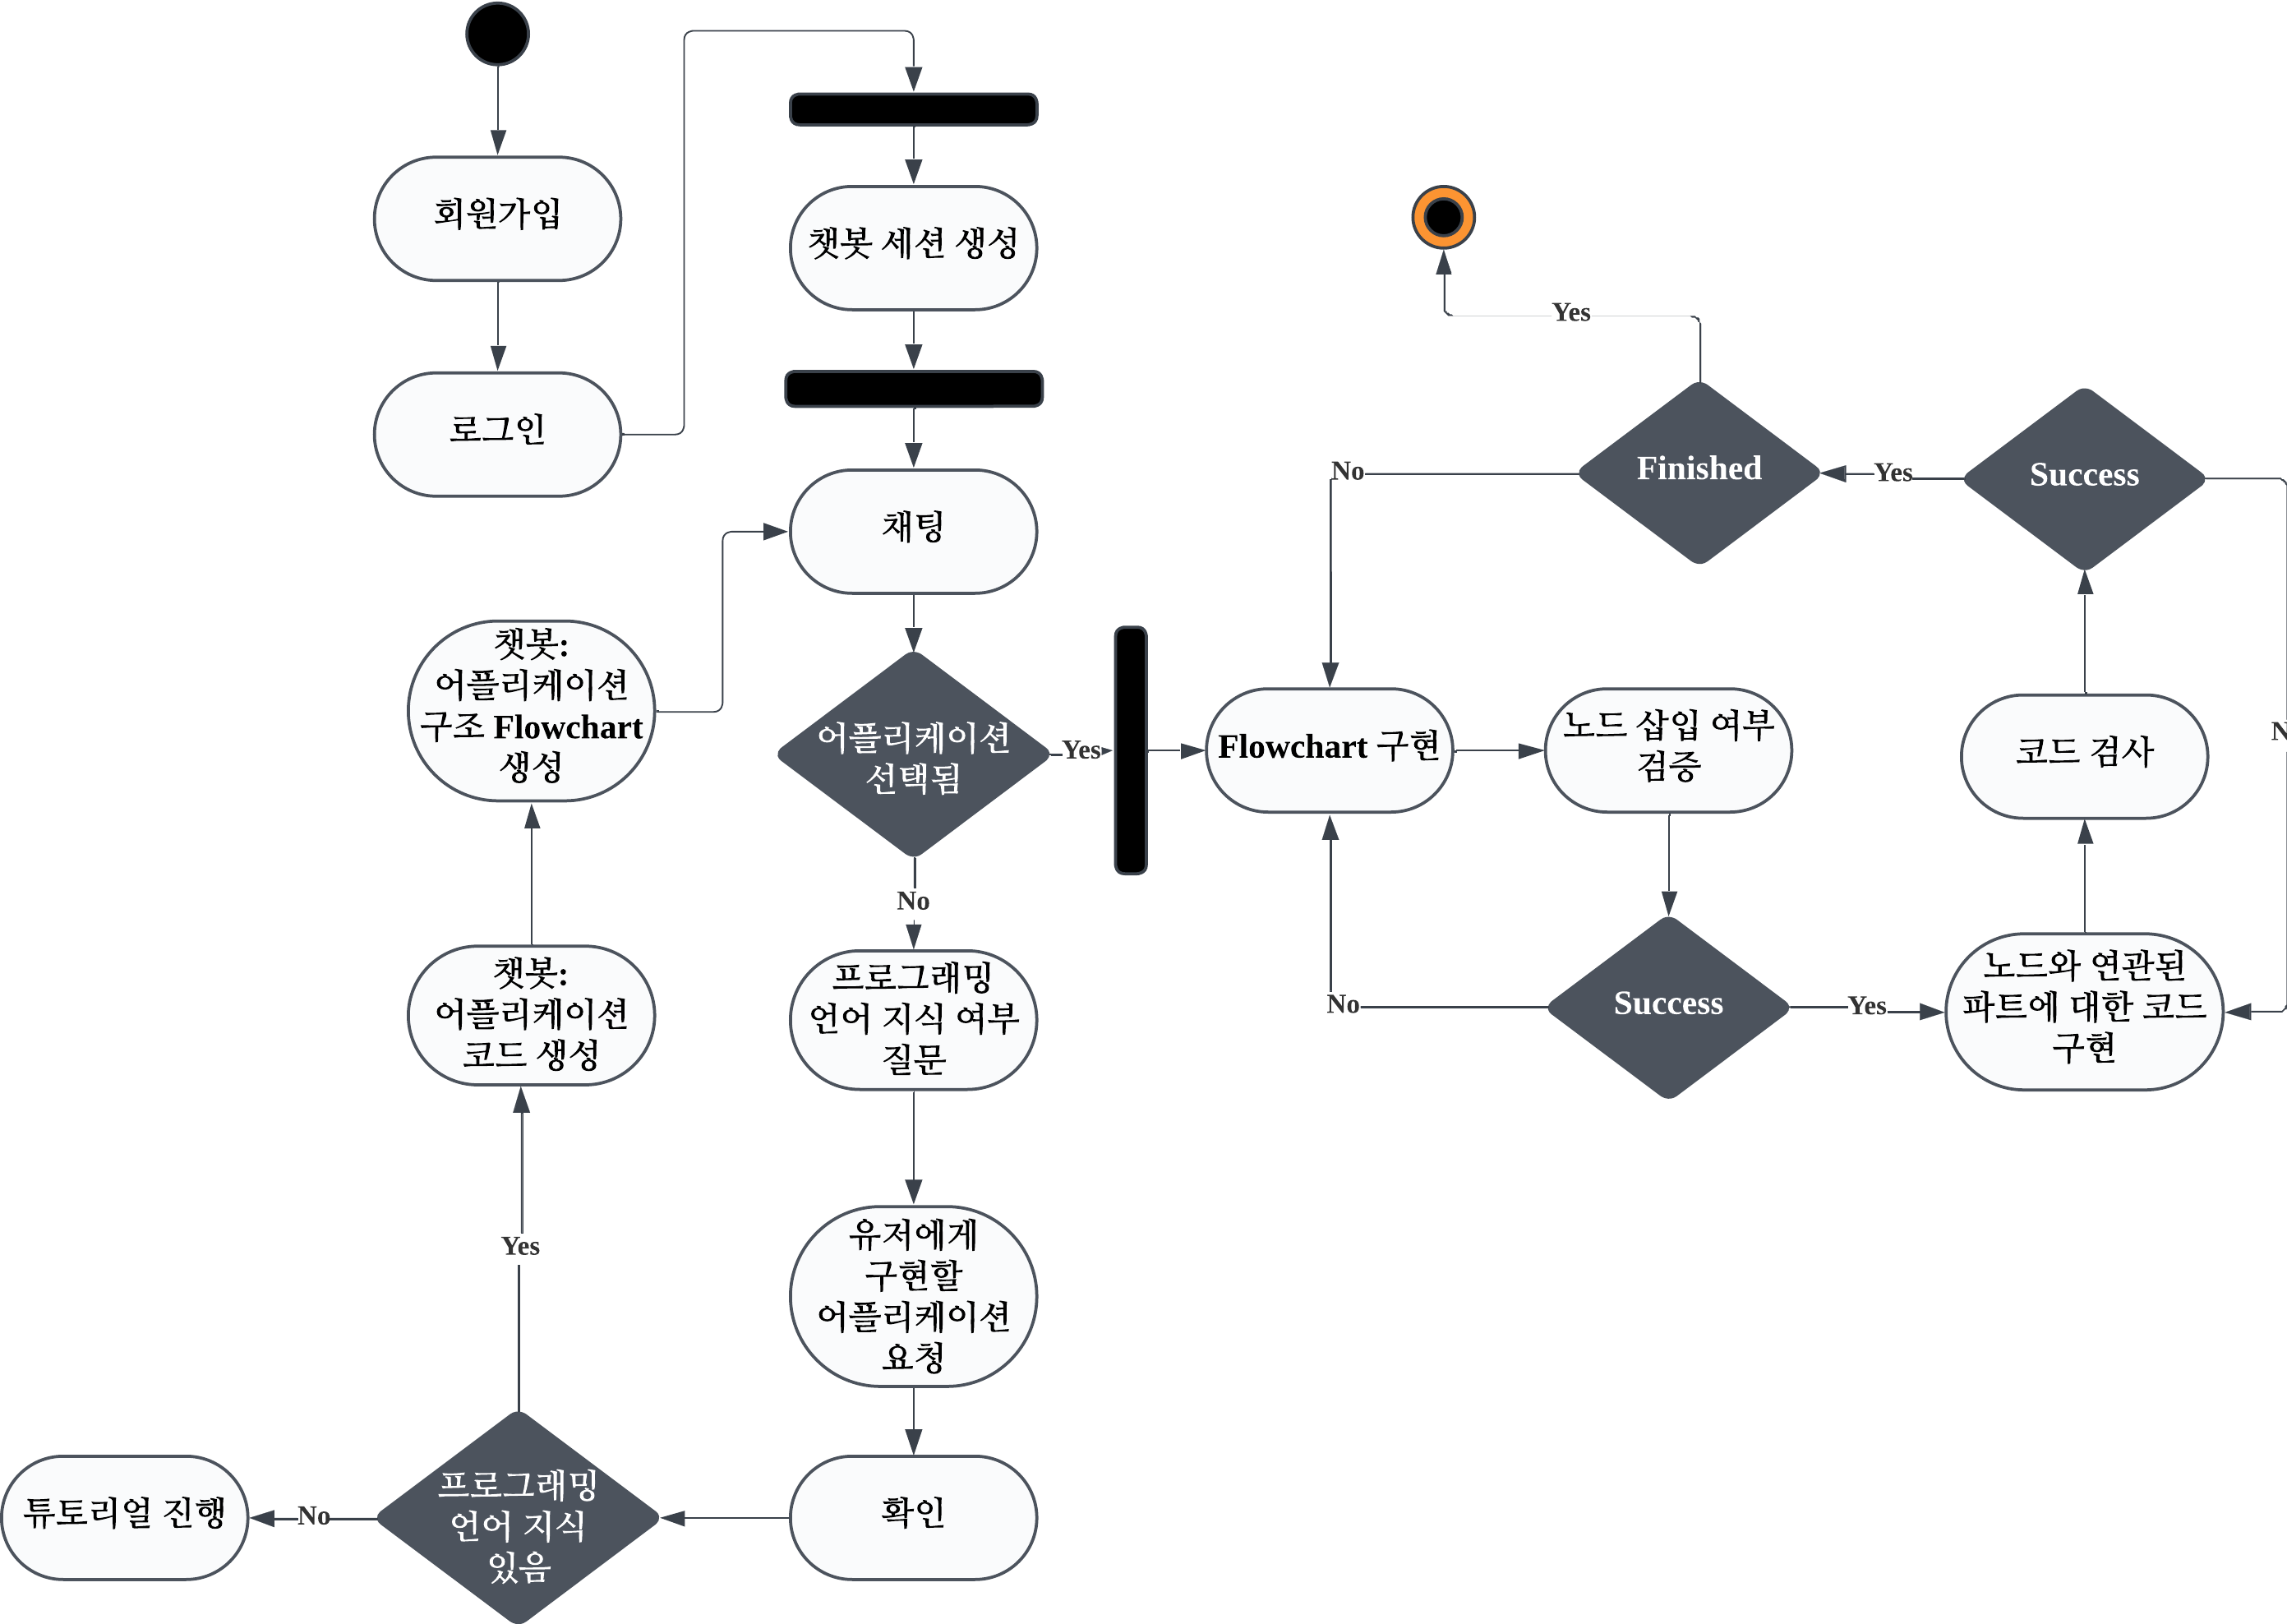 회원가입
로그인
챗봇 세션 생성
채팅
챗봇:
어플리케이션
구조 Flowchart
생성
어플리케이션
선택됨
Yes
No
챗봇:
어플리케이션
코드 생성
프로그래밍
언어 지식 여부
질문
유저에게
구현할
어플리케이션
요청
확인
프로그래밍
언어 지식
있음
Yes
No
튜토리얼 진행
Flowchart 구현
노드 삽입 여부
검증
Success
No
Yes
노드와 연관된
파트에 대한 코드
구현
코드 검사
Success
Yes
Finished
No
Yes